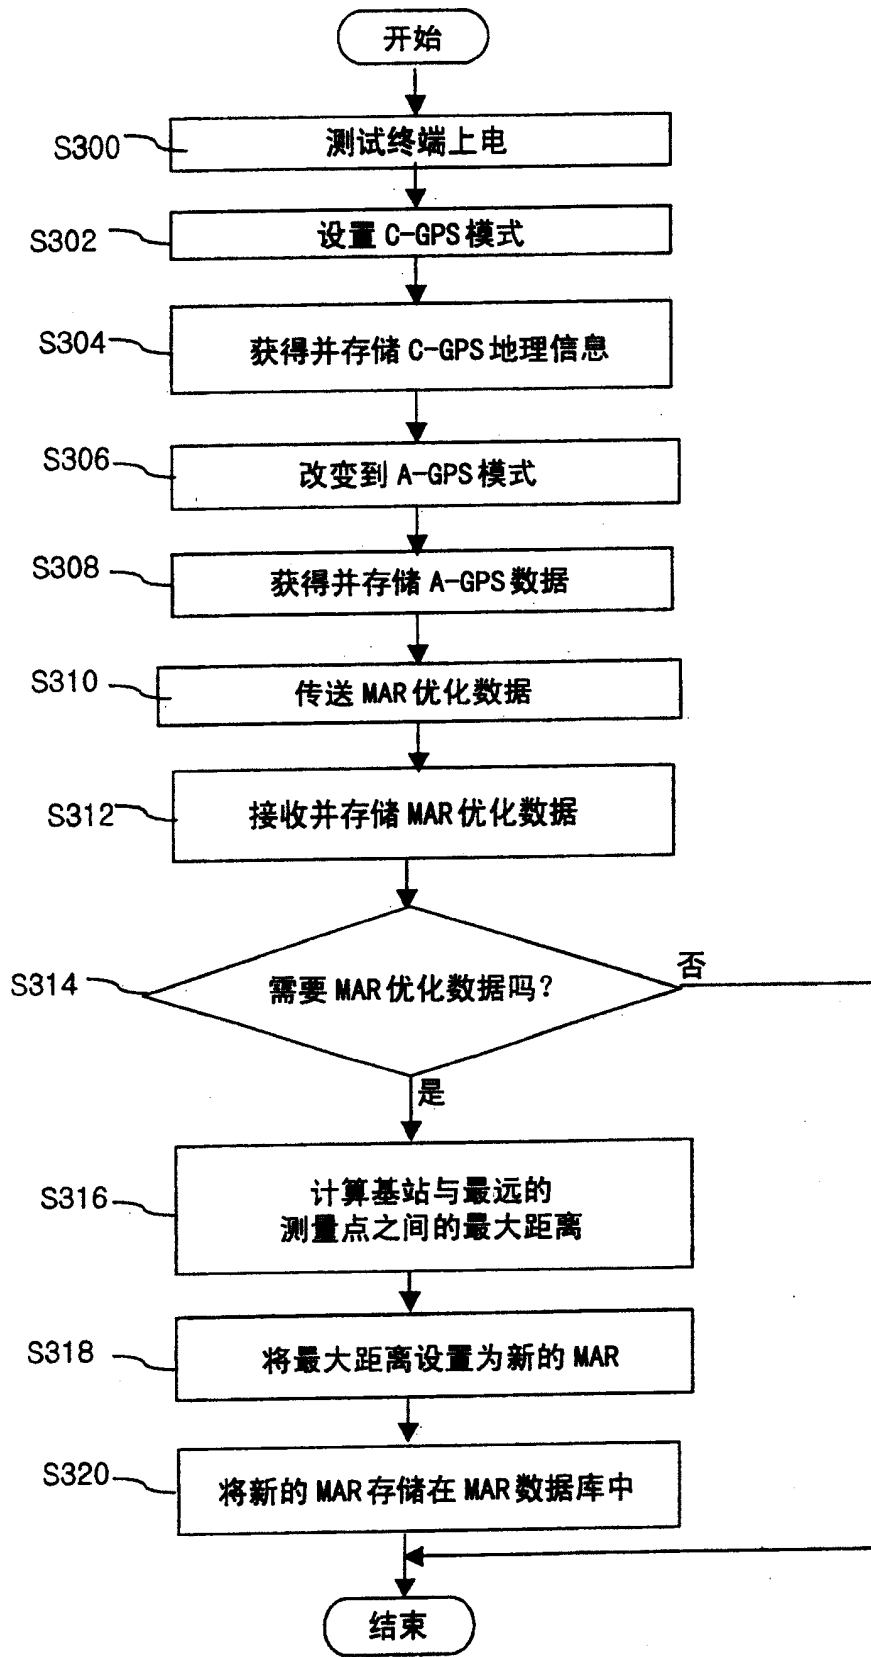 开始
S300
测试终端上电
S302
设置 C-GPS 模式
S304
获得并存储 C-GPS 地理信息
S306
改变到 A-GPS 模式
S308
获得并存储 A-GPS 数据
S310
传送 MAR 优化数据
S312
接收并存储 MAR 优化数据
S314
需要 MAR 优化数据吗?
否
是
S316
计算基站与最远的
测量点之间的最大距离
S318
将最大距离设置为新的 MAR
S320
将新的 MAR 存储在 MAR 数据库中
结束